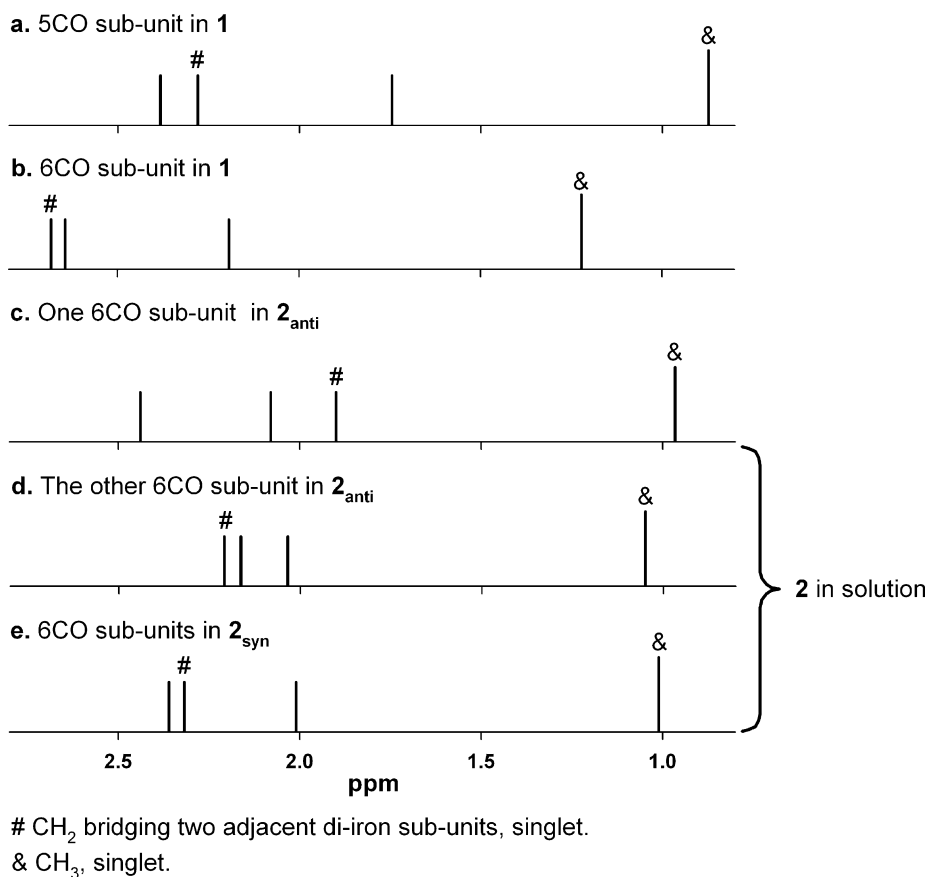 a. 5CO sub-unit in 1
&
#
b. 6CO sub-unit in 1
&
#
c. One 6CO sub-unit in 2anti
&
#
d. The other 6CO sub-unit in 2anti
&
#
2 in solution
e. 6CO sub-units in 2syn
&
#
2.5 2.0 1.5 1.0
ppm
# CH2 bridging two adjacent di-iron sub-units, singlet.
& CH3, singlet.